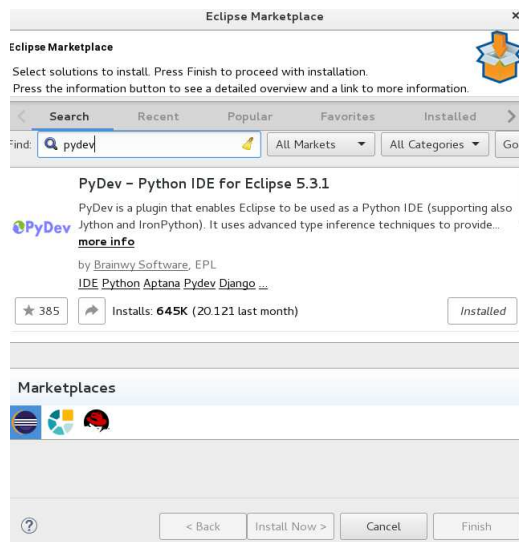 Eclipse Marketplace
Eclipse Marketplace
Select solutions to install. Press Finish to proceed with installation.
Press the information button to see a detailed overview and a link to more information.
Search Recent Popular Favorites Installed
Find: pydev All Markets All Categories Go
PyDev - Python IDE for Eclipse 5.3.1
PyDev is a plugin that enables Eclipse to be used as a Python IDE (supporting also
Jython and IronPython). It uses advanced type inference techniques to provide...
more info
PyDev
by Brainwy Software, EPL
IDE Python Aptana Pydev Django ...
385 Installs: 645K (20.121 last month) Installed
Marketplaces
? < Back Install Now > Cancel Finish